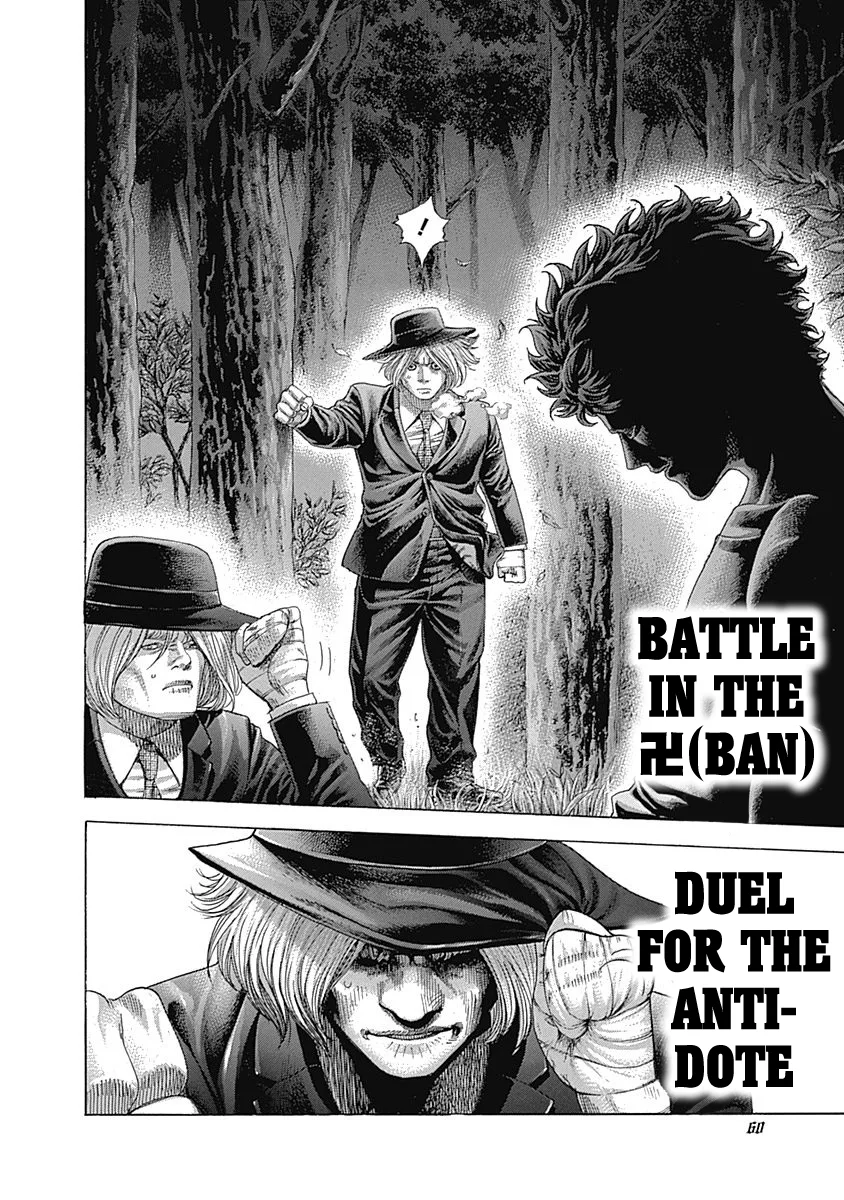 !
BATTLE
IN THE
卍(BAN)
DUEL
FOR THE
ANTI-
DOTE
60